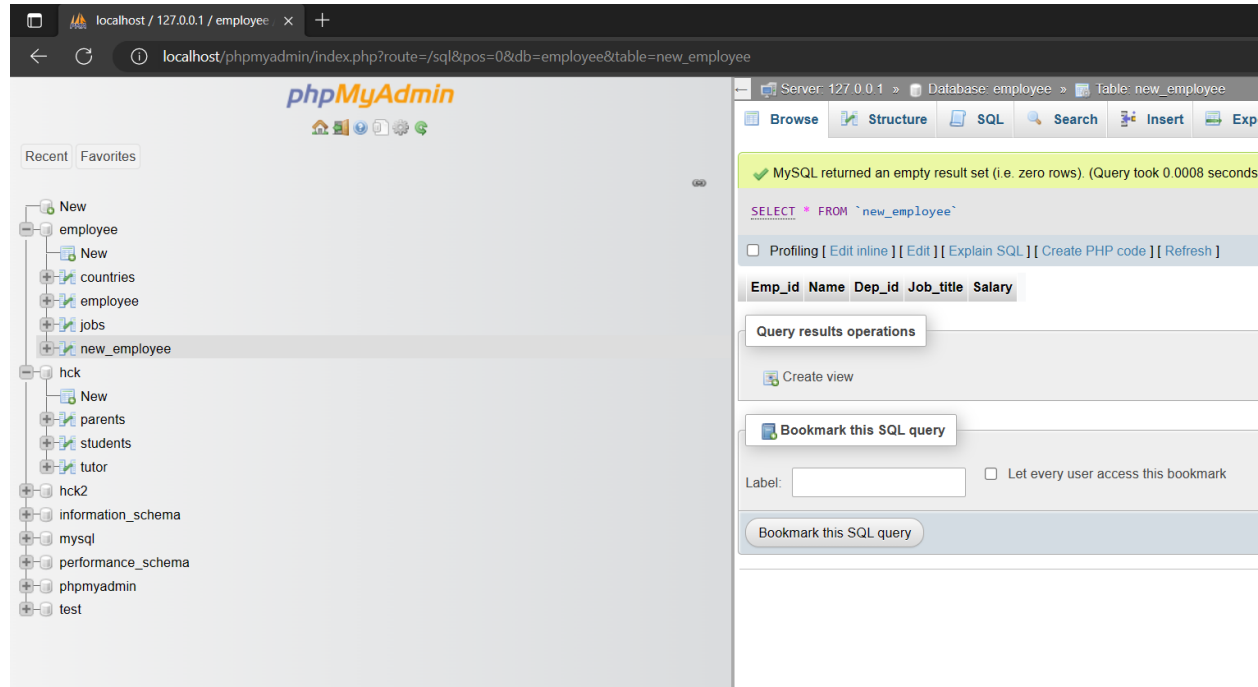 localhost / 127.0.0.1 / employee
localhost/phpmyadmin/index.php?route=/sql&pos=0&db=employee&table=new_employee
phpMyAdmin
Recent Favorites
New
employee
New
countries
employee
jobs
new_employee
hck
New
parents
students
tutor
hck2
information_schema
mysql
performance_schema
phpmyadmin
test
Server: 127.0.0.1 » Database: employee » Table: new_employee
Browse Structure SQL Search Insert Exp
MySQL returned an empty result set (i.e. zero rows). (Query took 0.0008 seconds
SELECT * FROM `new_employee`
Profiling [ Edit inline ] [ Edit ] [ Explain SQL ] [ Create PHP code ] [ Refresh ]
Emp_id Name Dep_id Job_title Salary
Query results operations
Create view
Bookmark this SQL query
Label: Let every user access this bookmark
Bookmark this SQL query